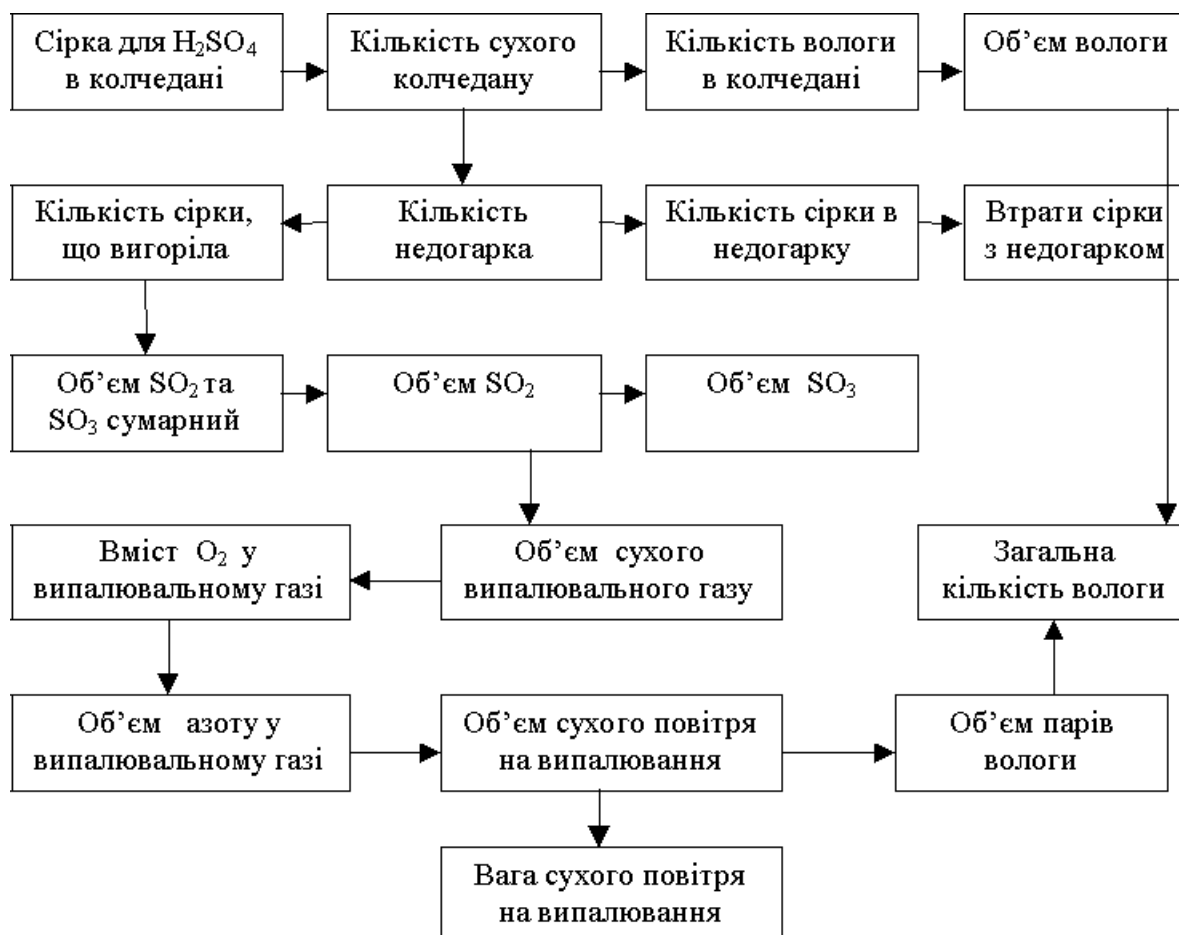 Сірка для H₂SO₄
в колчедані
Кількість сухого
колчедану
Кількість вологи
в колчедані
Об’єм вологи
Кількість сірки,
що вигоріла
Кількість
недогарка
Кількість сірки в
недогарку
Втрати сірки
з недогарком
Об’єм SO₂ та
SO₃ сумарний
Об’єм SO₂
Об’єм SO₃
Вміст O₂ у
випалювальному газі
Об’єм сухого
випалювального газу
Загальна
кількість вологи
Об’єм азоту у
випалювальному газі
Об’єм сухого повітря
на випалювання
Об’єм парів
вологи
Вага сухого повітря
на випалювання